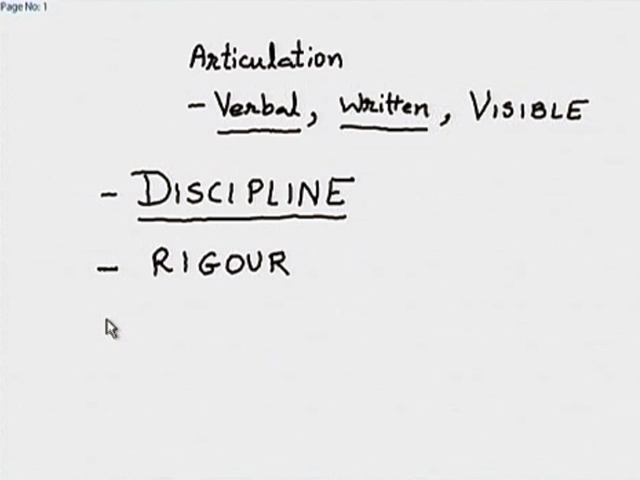 Page No: 1
Articulation
- Verbal, Written, VISIBLE
- DISCIPLINE
- RIGOUR